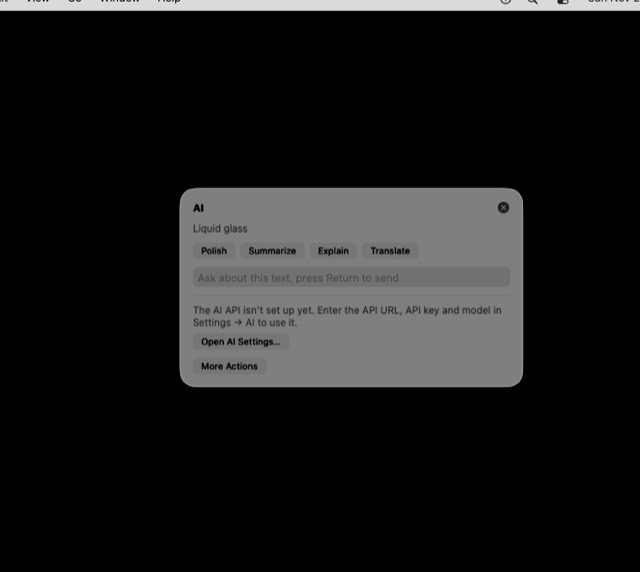 View Go Window Help
AI
Liquid glass
Polish Summarize Explain Translate
Ask about this text, press Return to send
The AI API isn't set up yet. Enter the API URL, API key and model in
Settings → AI to use it.
Open AI Settings...
More Actions